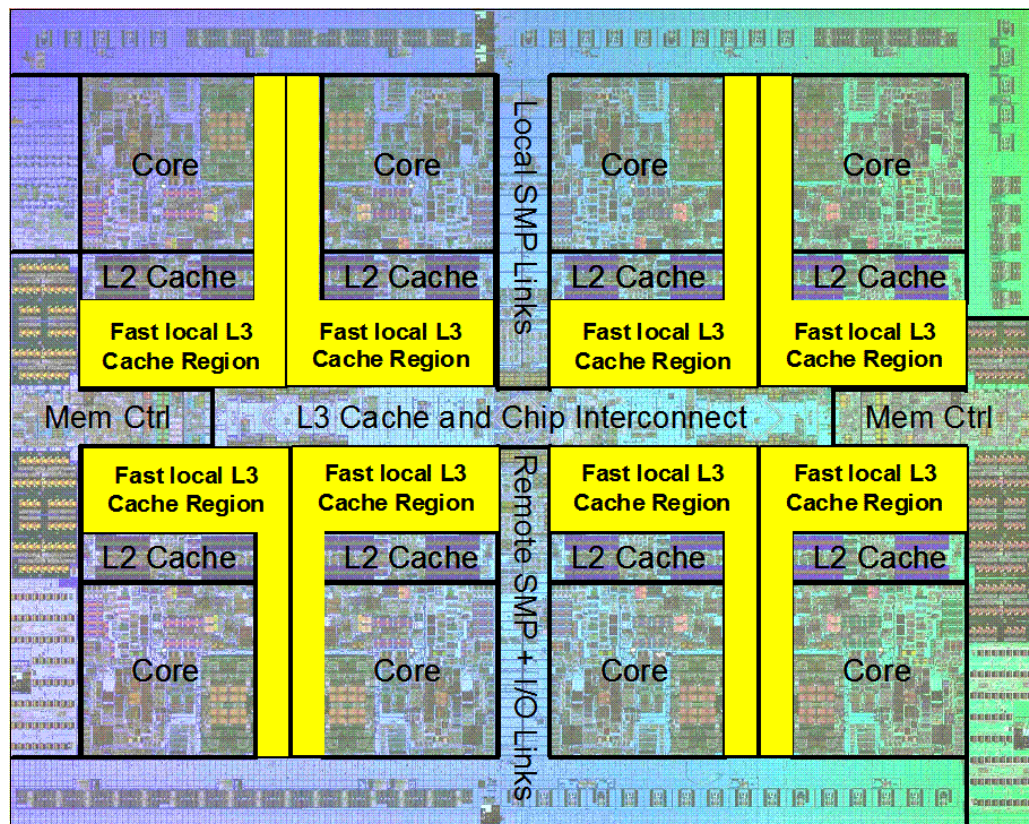 Core
Core
Core
Core
Local SMP Links
L2 Cache
L2 Cache
L2 Cache
L2 Cache
Fast local L3
Cache Region
Fast local L3
Cache Region
Fast local L3
Cache Region
Fast local L3
Cache Region
Mem Ctrl
L3 Cache and Chip Interconnect
Mem Ctrl
Fast local L3
Cache Region
Fast local L3
Cache Region
Fast local L3
Cache Region
Fast local L3
Cache Region
Remote SMP + I/O Links
L2 Cache
L2 Cache
L2 Cache
L2 Cache
Core
Core
Core
Core